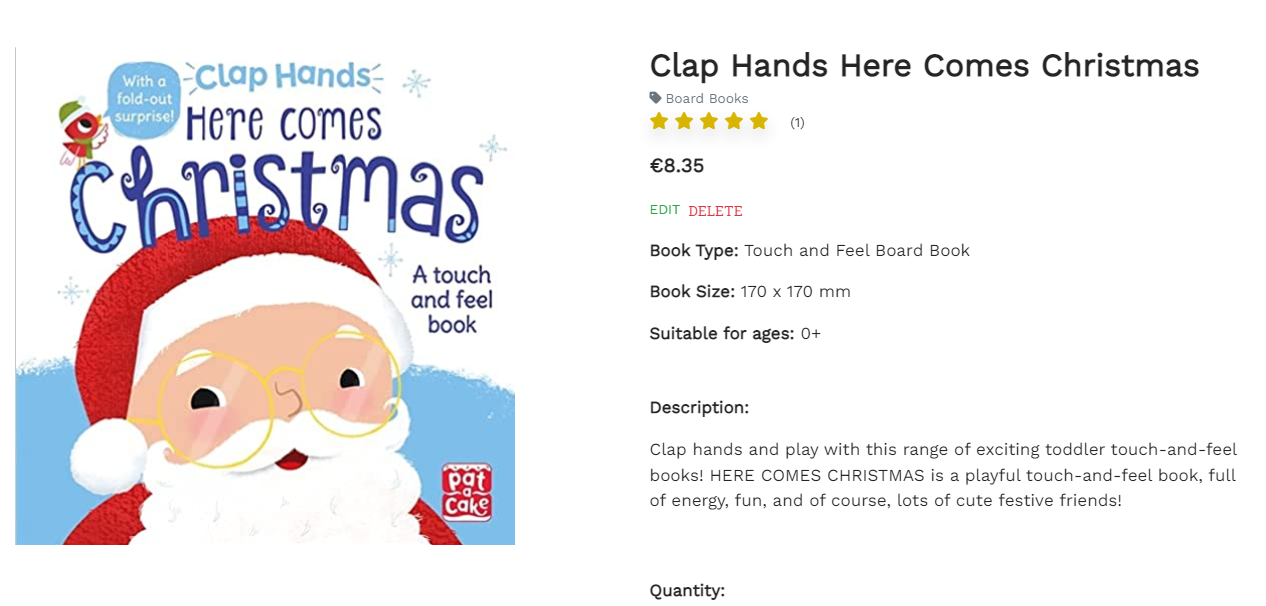 With a
fold-out
surprise!
Clap Hands
Here comes
Christmas
A touch
and feel
book
pat
a
cake
Clap Hands Here Comes Christmas
Board Books
(1)
€8.35
EDIT DELETE
Book Type: Touch and Feel Board Book
Book Size: 170 x 170 mm
Suitable for ages: 0+
Description:
Clap hands and play with this range of exciting toddler touch-and-feel
books! HERE COMES CHRISTMAS is a playful touch-and-feel book, full
of energy, fun, and of course, lots of cute festive friends!
Quantity: